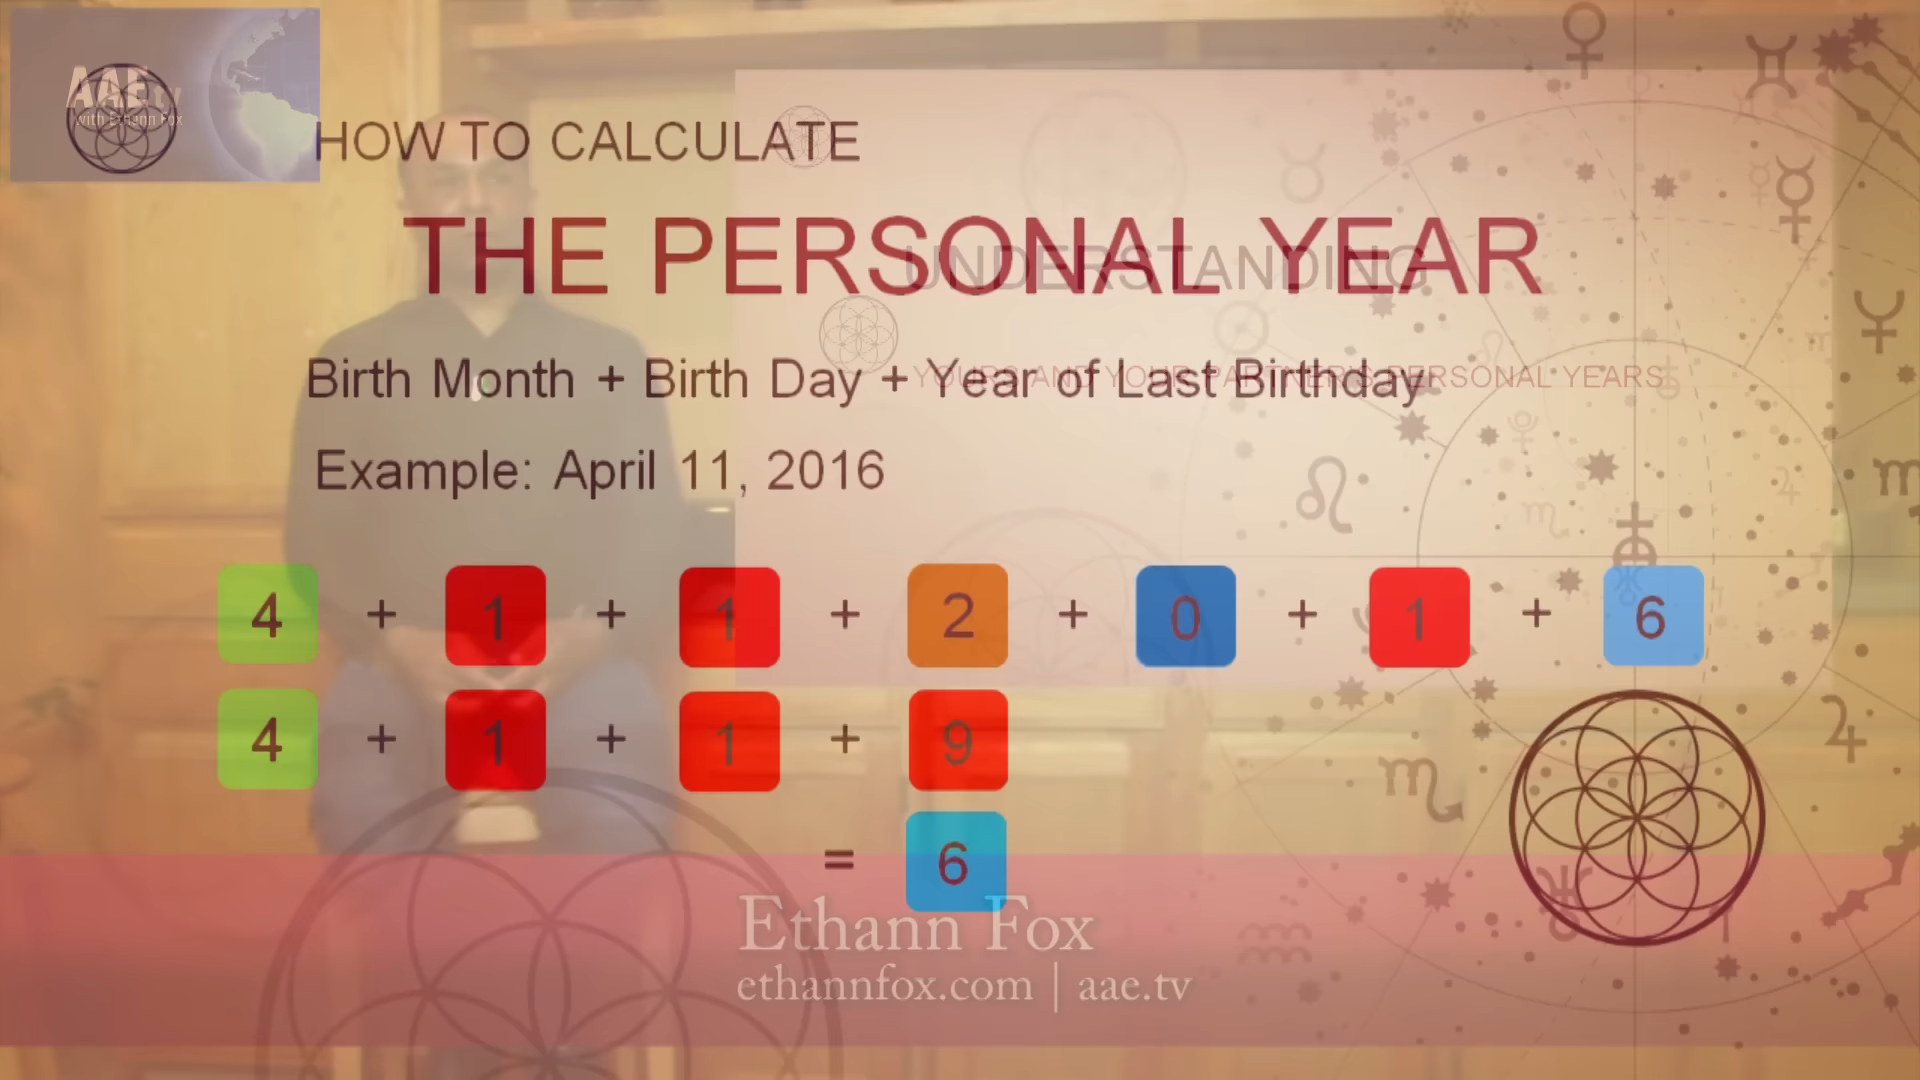 AAEtv
with Ethann Fox
HOW TO CALCULATE
THE PERSONAL YEAR
UNDERSTANDING
YOURS AND YOUR PARTNER'S PERSONAL YEARS
Birth Month + Birth Day + Year of Last Birthday
Example: April 11, 2016
4 + 1 + 1 + 2 + 0 + 1 + 6
4 + 1 + 1 + 9
= 6
Ethann Fox
ethannfox.com | aae.tv